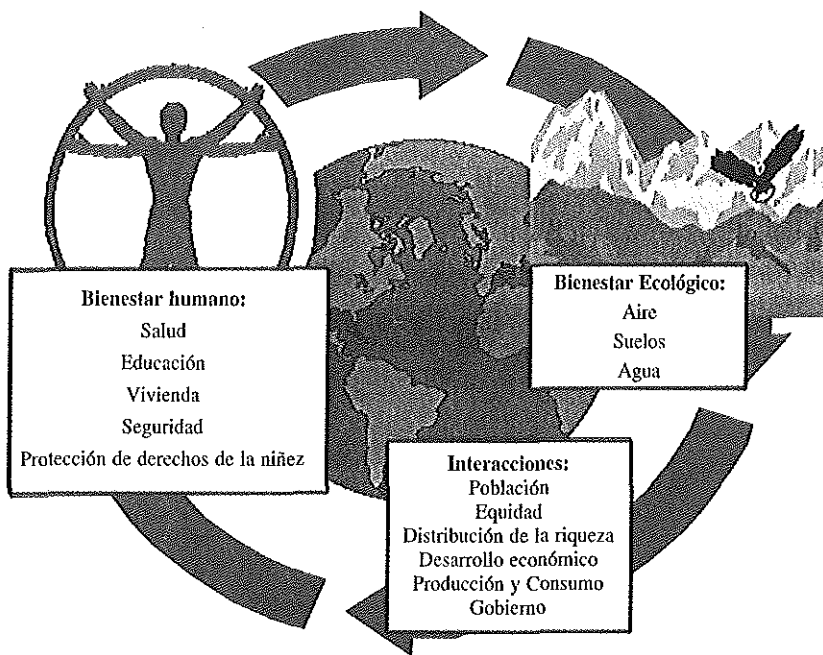 Bienestar humano:
Salud
Educación
Vivienda
Seguridad
Protección de derechos de la niñez
Bienestar Ecológico:
Aire
Suelos
Agua
Interacciones:
Población
Equidad
Distribución de la riqueza
Desarrollo económico
Producción y Consumo
Gobierno